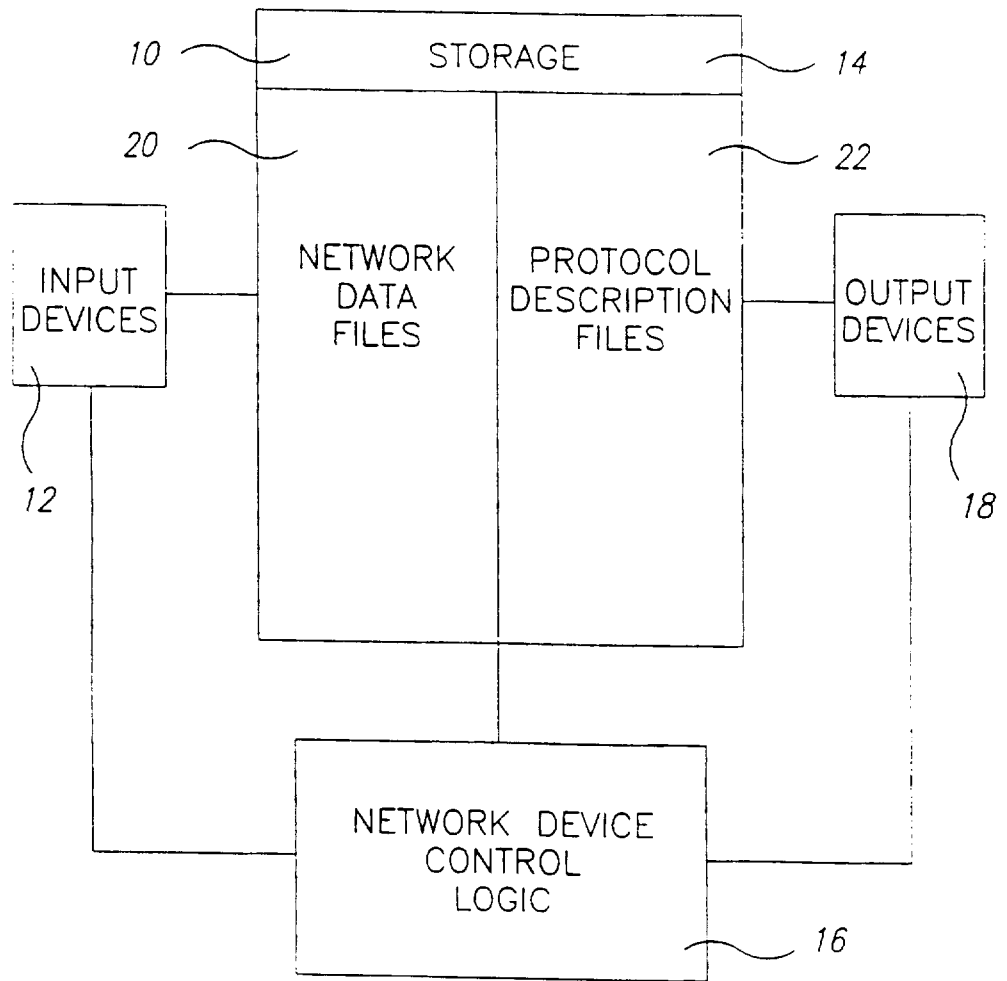 10
STORAGE
14
20
22
INPUT
DEVICES
NETWORK
DATA
FILES
PROTOCOL
DESCRIPTION
FILES
OUTPUT
DEVICES
12
18
NETWORK DEVICE
CONTROL
LOGIC
16